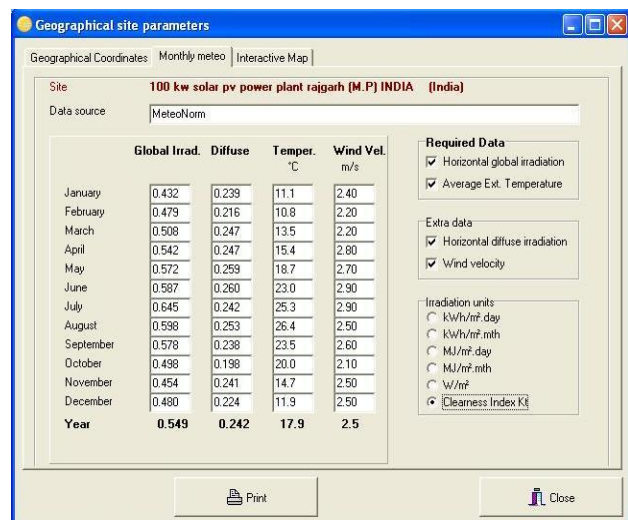 Geographical site parameters
Geographical Coordinates Monthly meteo Interactive Map
Site 100 kw solar pv power plant rajgarh (M.P) INDIA (India)
Data source MeteoNorm
Global Irrad. Diffuse Temper. Wind Vel.
°C m/s
January 0.432 0.239 11.1 2.40
February 0.479 0.216 10.8 2.20
March 0.508 0.247 13.5 2.20
April 0.542 0.247 15.4 2.80
May 0.572 0.259 18.7 2.70
June 0.587 0.260 23.0 2.90
July 0.645 0.242 25.3 2.90
August 0.598 0.253 26.4 2.50
September 0.578 0.238 23.5 2.60
October 0.498 0.198 20.0 2.10
November 0.454 0.241 14.7 2.50
December 0.480 0.224 11.9 2.50
Year 0.549 0.242 17.9 2.5
Required Data
Horizontal global irradiation
Average Ext. Temperature
Extra data
Horizontal diffuse irradiation
Wind velocity
Irradiation units
kWh/m².day
kWh/m².mth
MJ/m².day
MJ/m².mth
W/m²
Clearness Index Kt
Print
Close